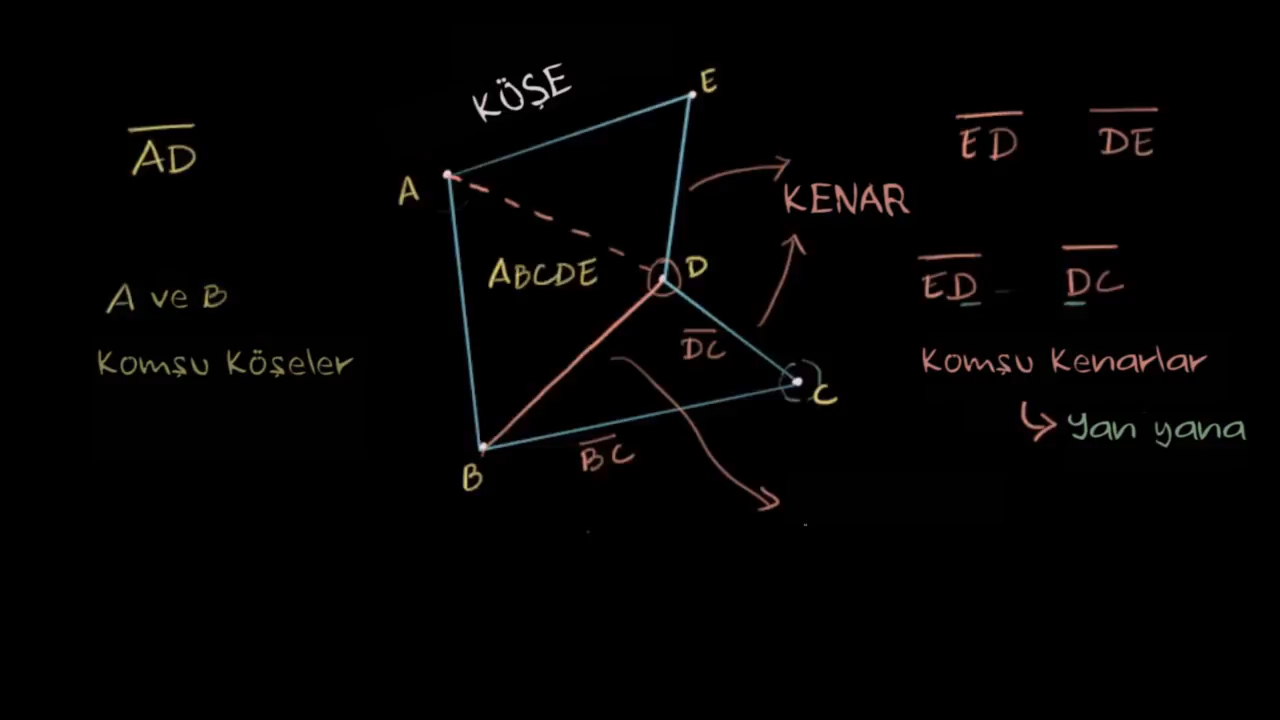 KÖŞE
E
A
D
ABCDE
B
C
DC
BC
KENAR
AD
A ve B
Komşu Köşeler
ED DE
ED DC
Komşu Kenarlar
Yan yana